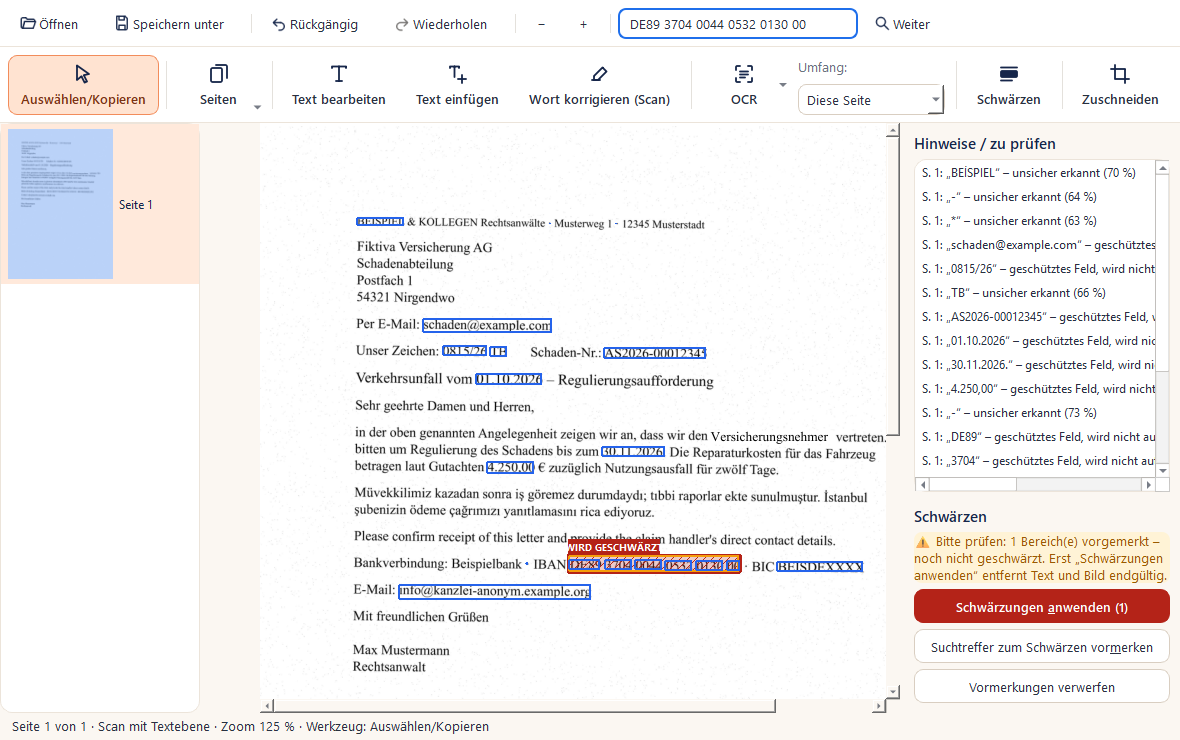 Öffnen
Speichern unter
Rückgängig
Wiederholen
−
+
DE89 3704 0044 0532 0130 00
Weiter
Auswählen/Kopieren
Seiten
Text bearbeiten
Text einfügen
Wort korrigieren (Scan)
OCR
Umfang:
Diese Seite
Schwärzen
Zuschneiden
Seite 1
BEISPIEL & KOLLEGEN Rechtsanwälte · Musterweg 1 - 12345 Musterstadt
Fiktiva Versicherung AG
Schadenabteilung
Postfach 1
54321 Nirgendwo
Per E-Mail: schaden@example.com
Unser Zeichen: 0815/26 TB Schaden-Nr.: AS2026-00012345
Verkehrsunfall vom 01.10.2026 – Regulierungsaufforderung
Sehr geehrte Damen und Herren,
in der oben genannten Angelegenheit zeigen wir an, dass wir den Versicherungsnehmer vertreten.
bitten um Regulierung des Schadens bis zum 30.11.2026. Die Reparaturkosten für das Fahrzeug
betragen laut Gutachten 4.250,00 € zuzüglich Nutzungsausfall für zwölf Tage.
Müvekkilimiz kazadan sonra iş göremez durumdaydı; tıbbi raporlar ekte sunulmuştur. İstanbul
şubenizin ödeme çağrımızı yanıtlamasını rica ediyoruz.
Please confirm receipt of this letter and provide the claim handler's direct contact details.
WIRD GESCHWÄRZ
Bankverbindung: Beispielbank · IBAN DE89 3704 0044 0532 0130 00 · BIC BEISDEXXXX
E-Mail: info@kanzlei-anonym.example.org
Mit freundlichen Grüßen
Max Mustermann
Rechtsanwalt
Hinweise / zu prüfen
S. 1: „BEİSPIEL“ – unsicher erkannt (70 %)
S. 1: „-“ – unsicher erkannt (64 %)
S. 1: „*“ – unsicher erkannt (63 %)
S. 1: „schaden@example.com“ – geschütztes
S. 1: „0815/26“ – geschütztes Feld, wird nicht
S. 1: „TB“ – unsicher erkannt (66 %)
S. 1: „AS2026-00012345“ – geschütztes Feld, w
S. 1: „01.10.2026“ – geschütztes Feld, wird nic
S. 1: „30.11.2026.“ – geschütztes Feld, wird ni
S. 1: „4.250,00“ – geschütztes Feld, wird nicht
S. 1: „-“ – unsicher erkannt (73 %)
S. 1: „DE89“ – geschütztes Feld, wird nicht au
S. 1: „3704“ – geschütztes Feld, wird nicht au
Schwärzen
Bitte prüfen: 1 Bereich(e) vorgemerkt –
noch nicht geschwärzt. Erst „Schwärzungen
anwenden“ entfernt Text und Bild endgültig.
Schwärzungen anwenden (1)
Suchtreffer zum Schwärzen vormerken
Vormerkungen verwerfen
Seite 1 von 1 · Scan mit Textebene · Zoom 125 % · Werkzeug: Auswählen/Kopieren